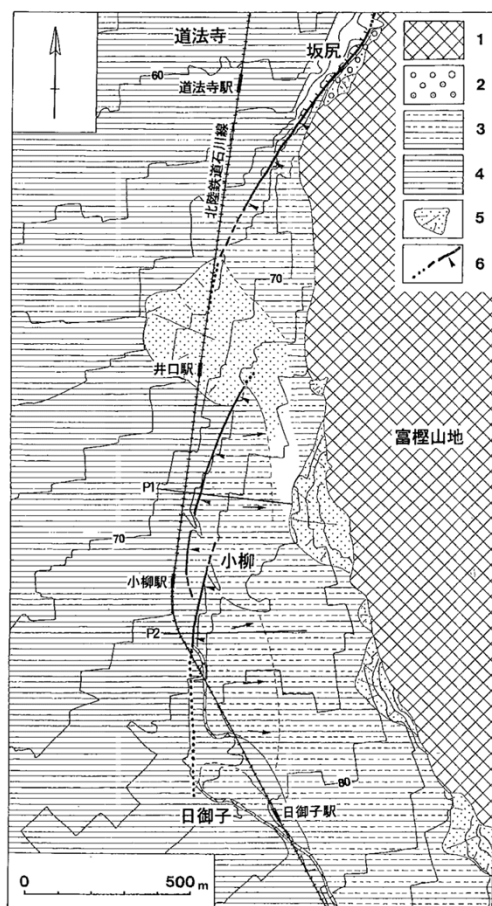 道法寺
坂尻
60
道法寺駅
北陸鉄道石川線
1
2
3
4
5
6
70
井口駅
富樫山地
P1
70
小柳
小柳駅
P2
80
日御子
日御子駅
0 500 m